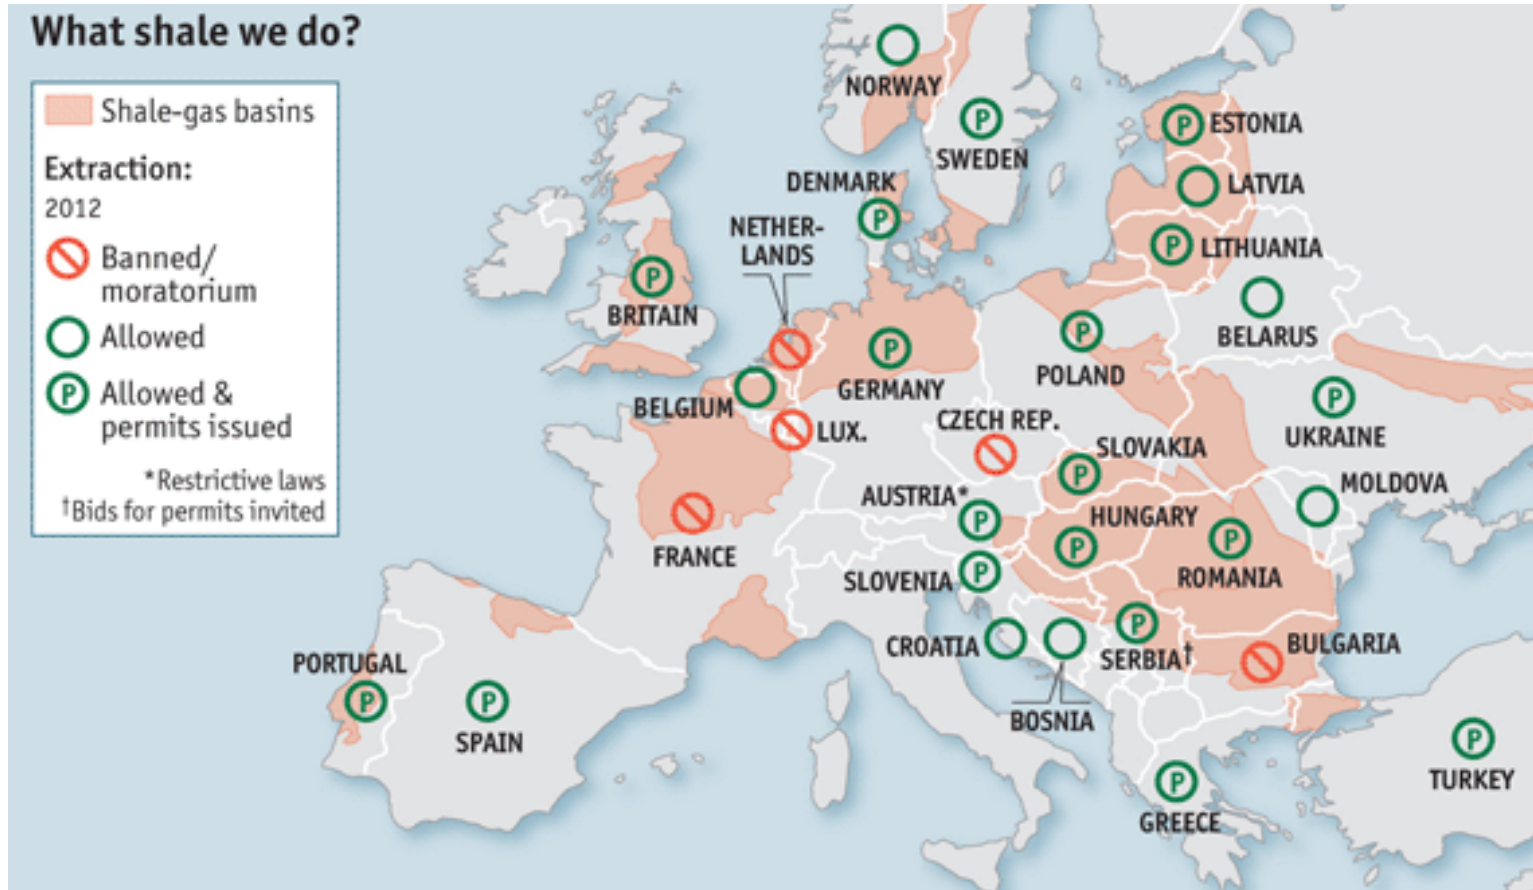 What shale we do?
Shale-gas basins
Extraction:
2012
Banned/
moratorium
Allowed
P
Allowed &
permits issued
*Restrictive laws
†Bids for permits invited
NORWAY
P
SWEDEN
P
ESTONIA
LATVIA
DENMARK
P
NETHER-
LANDS
P
LITHUANIA
P
BRITAIN
BELARUS
P
GERMANY
P
POLAND
BELGIUM
LUX.
CZECH REP.
P
UKRAINE
SLOVAKIA
P
MOLDOVA
AUSTRIA*
P
HUNGARY
P
FRANCE
P
ROMANIA
SLOVENIA
P
CROATIA
BOSNIA
P
SERBIA†
BULGARIA
PORTUGAL
P
P
SPAIN
P
GREECE
P
TURKEY